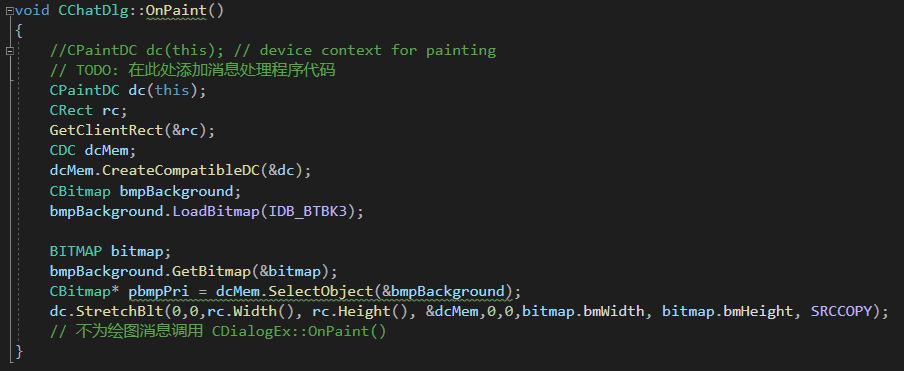 void CChatDlg::OnPaint()
{
//CPaintDC dc(this); // device context for painting
// TODO: 在此处添加消息处理程序代码
CPaintDC dc(this);
CRect rc;
GetClientRect(&rc);
CDC dcMem;
dcMem.CreateCompatibleDC(&dc);
CBitmap bmpBackground;
bmpBackground.LoadBitmap(IDB_BTBK3);
BITMAP bitmap;
bmpBackground.GetBitmap(&bitmap);
CBitmap* pbmpPri = dcMem.SelectObject(&bmpBackground);
dc.StretchBlt(0,0,rc.Width(), rc.Height(), &dcMem,0,0,bitmap.bmWidth, bitmap.bmHeight, SRCCOPY);
// 不为绘图消息调用 CDialogEx::OnPaint()
}